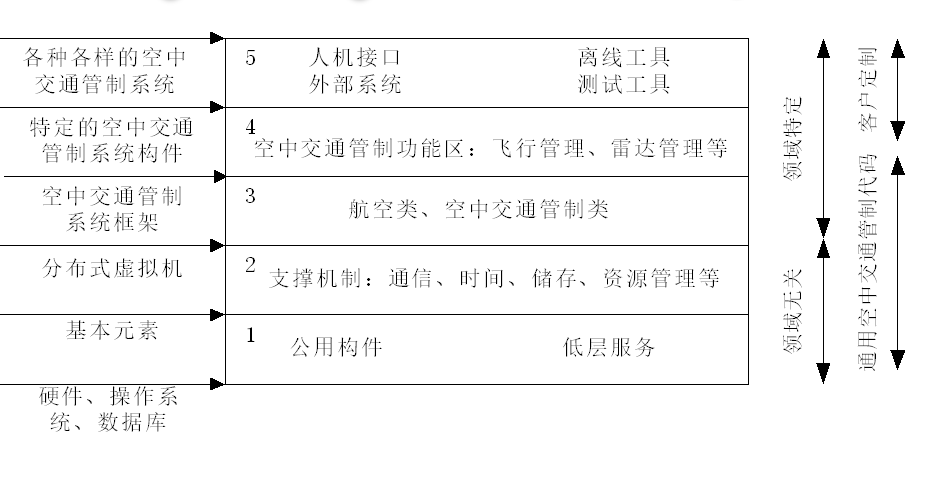 各种各样的空中
交通管制系统
5
人机接口
离线工具
外部系统
测试工具
特定的空中交通
管制系统构件
4
空中交通管制功能区：飞行管理、雷达管理等
空中交通管制
系统框架
3
航空类、空中交通管制类
分布式虚拟机
2
支撑机制：通信、时间、储存、资源管理等
基本元素
1
公用构件
低层服务
硬件、操作系
统、数据库
领域特定
领域无关
客户定制
通用空中交通管制代码